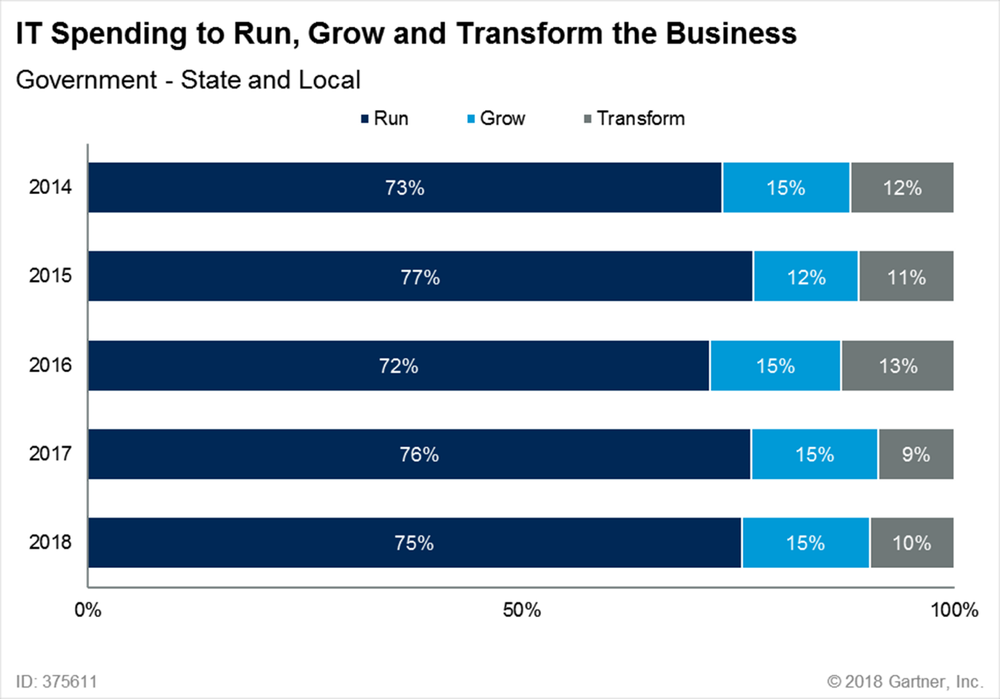 IT Spending to Run, Grow and Transform the Business
Government - State and Local
Run Grow Transform
2014 73% 15% 12%
2015 77% 12% 11%
2016 72% 15% 13%
2017 76% 15% 9%
2018 75% 15% 10%
0% 50% 100%
ID: 375611 © 2018 Gartner, Inc.